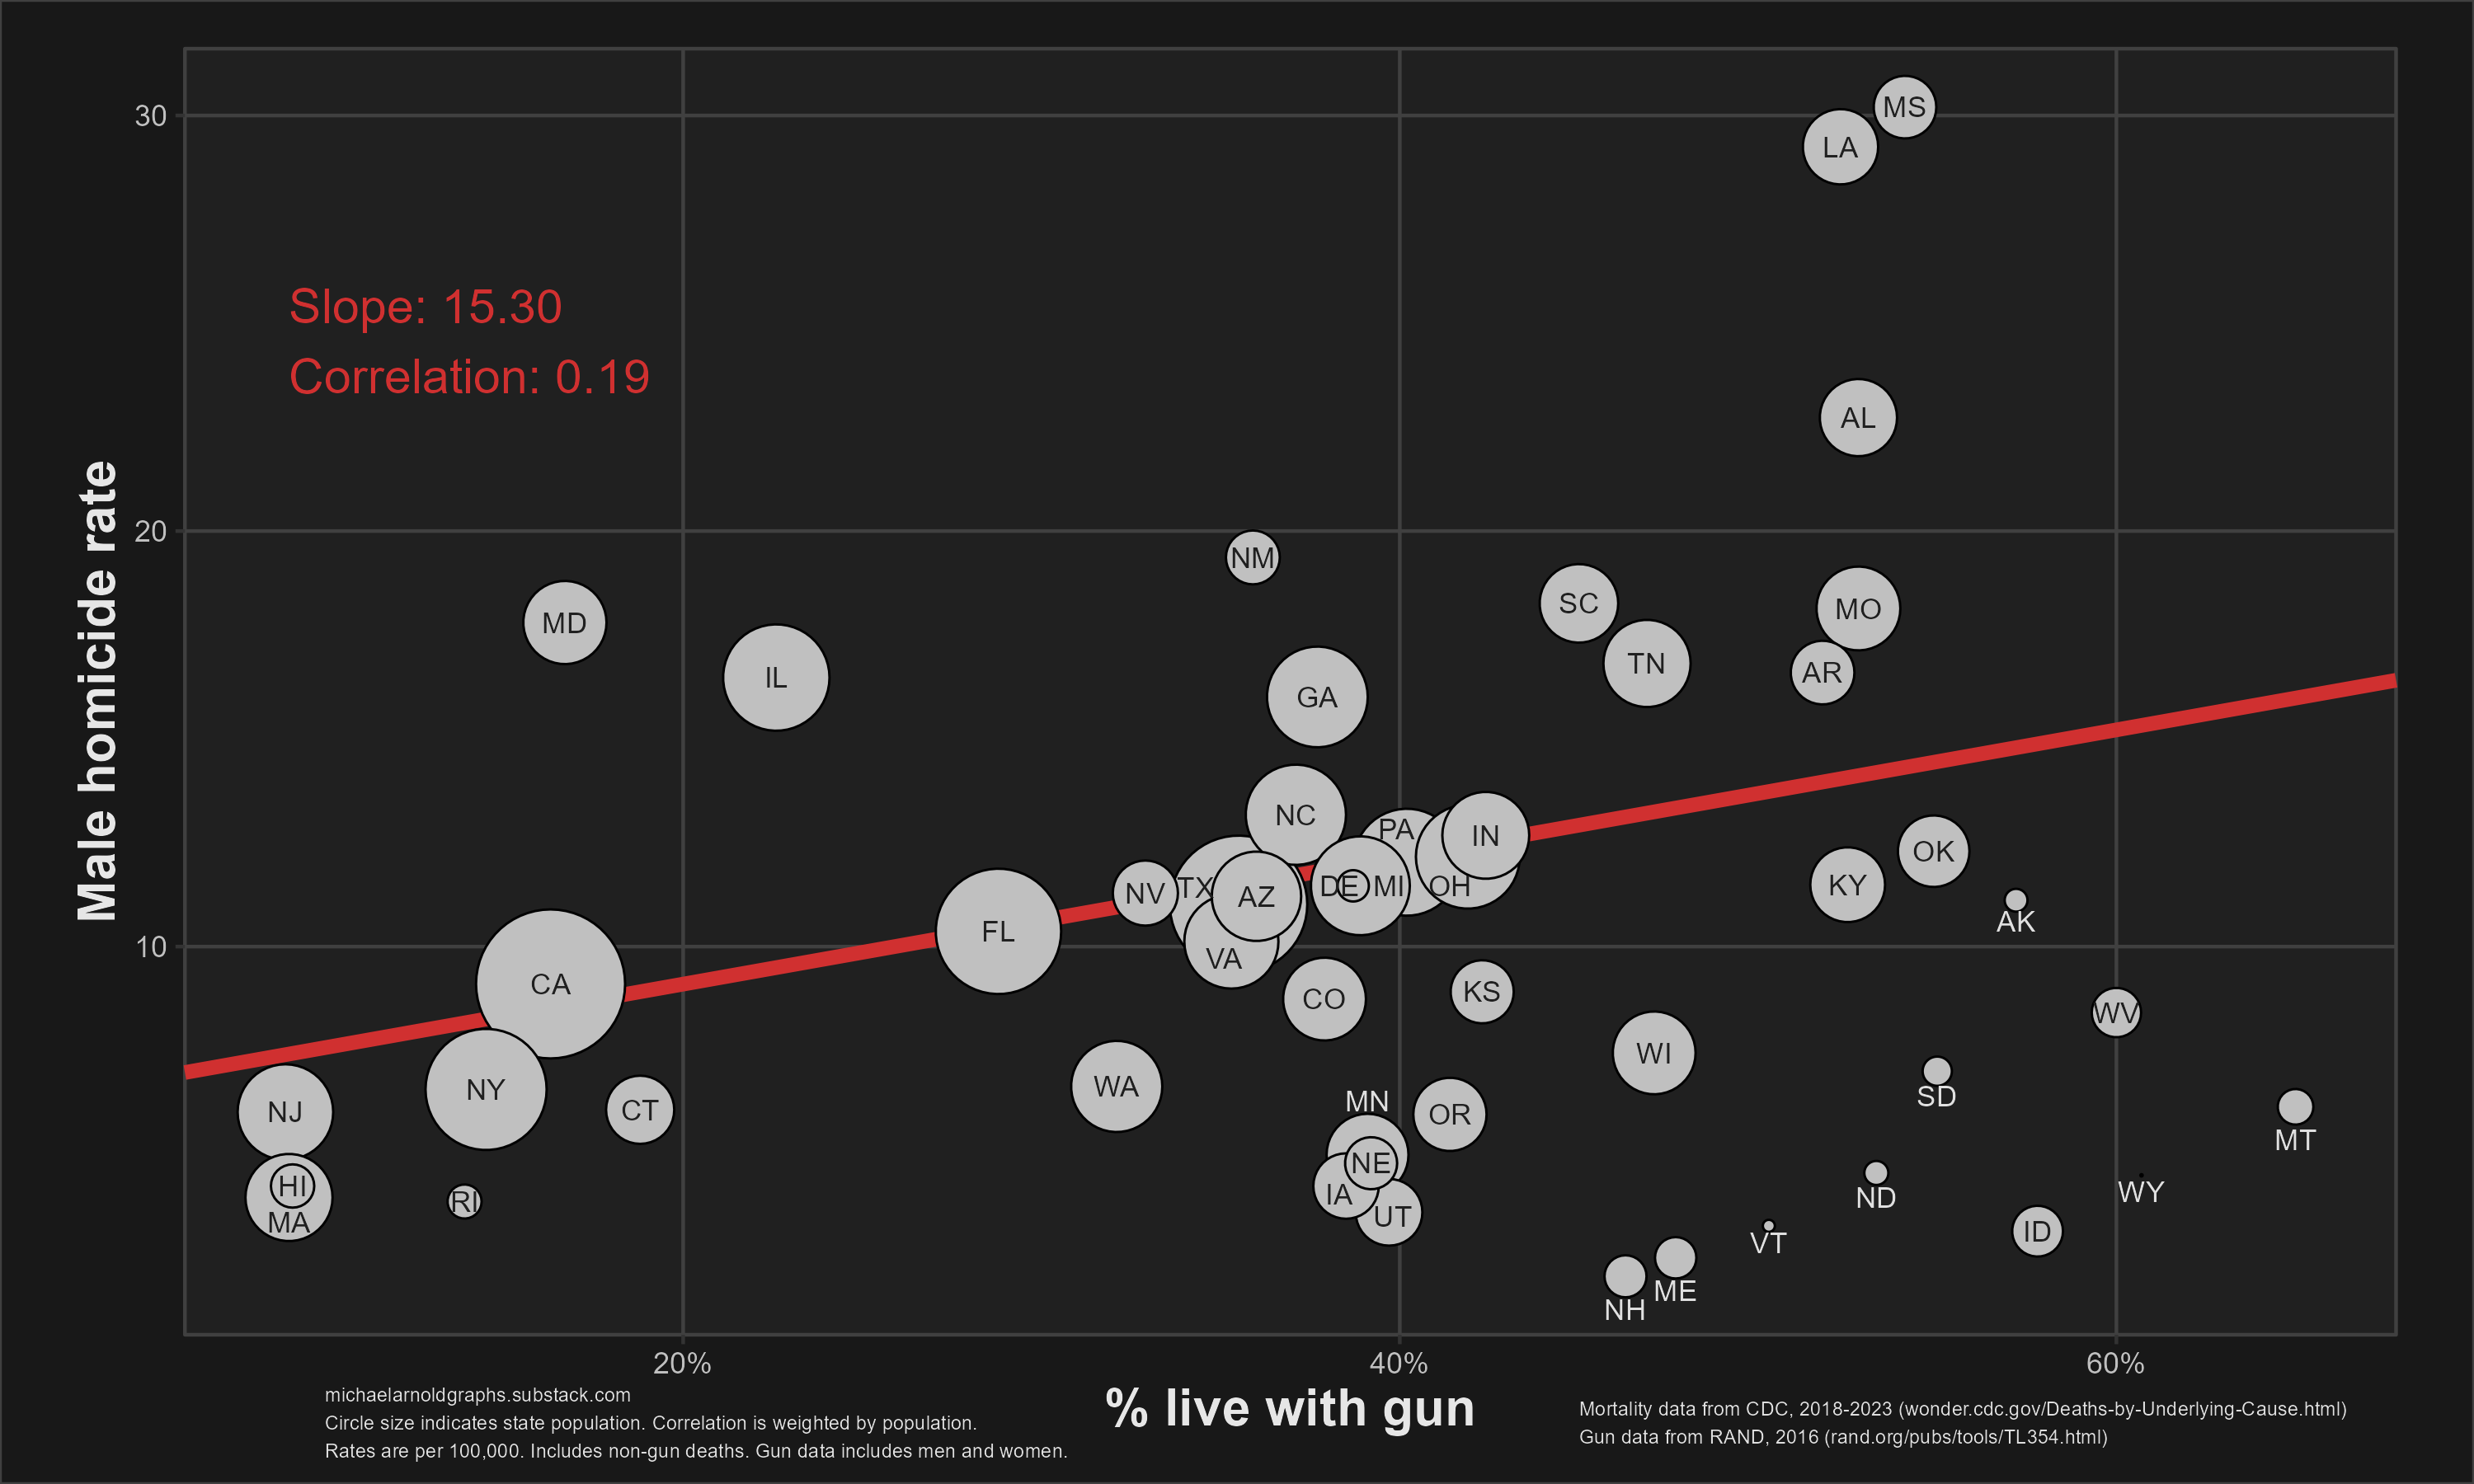 30
20
10
Male homicide rate
Slope: 15.30
Correlation: 0.19
MS
LA
AL
NM
SC
MO
MD
TN
AR
IL
GA
NC
PA
IN
OK
TX
NV
AZ
DE
MI
OH
KY
AK
FL
VA
CA
CO
KS
WV
WI
NY
WA
SD
MN
OR
MT
NJ
CT
NE
HI
IA
ND
WY
RI
MA
UT
VT
ID
ME
NH
20%
40%
60%
% live with gun
michaelarnoldgraphs.substack.com
Circle size indicates state population. Correlation is weighted by population.
Rates are per 100,000. Includes non-gun deaths. Gun data includes men and women.
Mortality data from CDC, 2018-2023 (wonder.cdc.gov/Deaths-by-Underlying-Cause.html)
Gun data from RAND, 2016 (rand.org/pubs/tools/TL354.html)